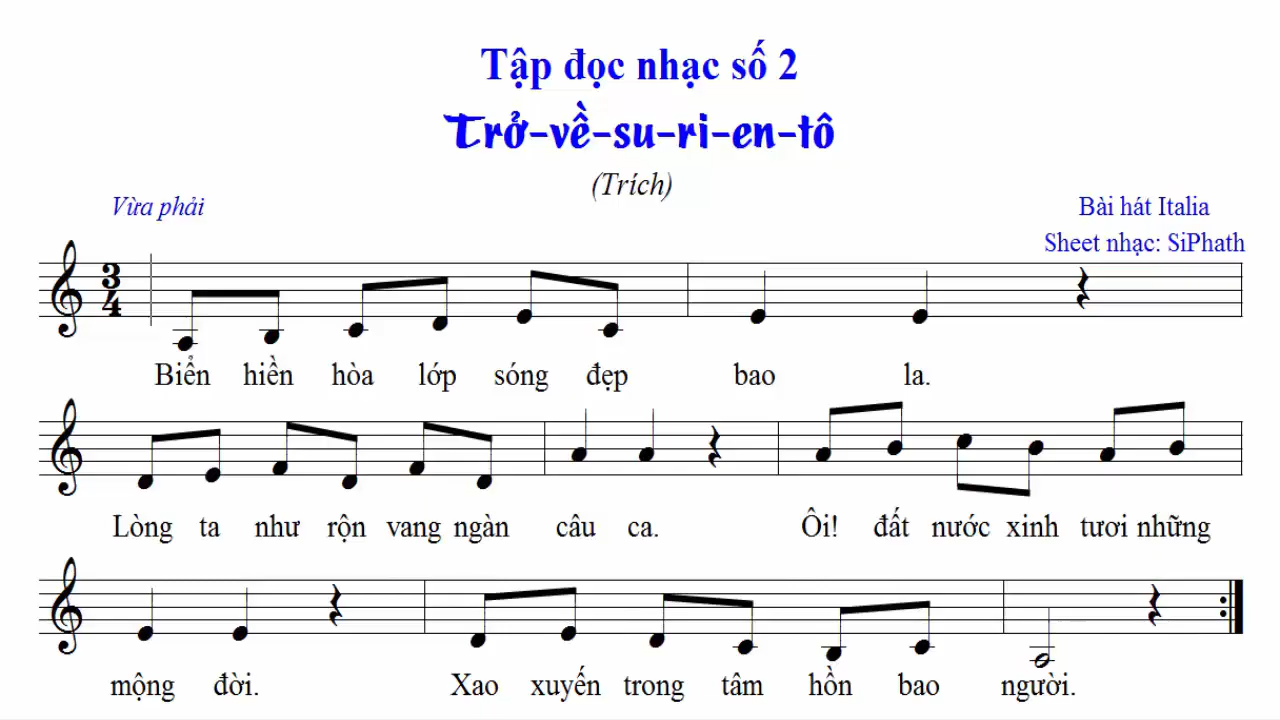 Tập đọc nhạc số 2
Trở-về-su-ri-en-tô
(Trích)
Vừa phải
Bài hát Italia
Sheet nhạc: SiPhath
3
4
Biển hiền hòa lớp sóng đẹp bao la.
Lòng ta như rộn vang ngàn câu ca. Ôi! đất nước xinh tươi những
mộng đời. Xao xuyến trong tâm hồn bao người.